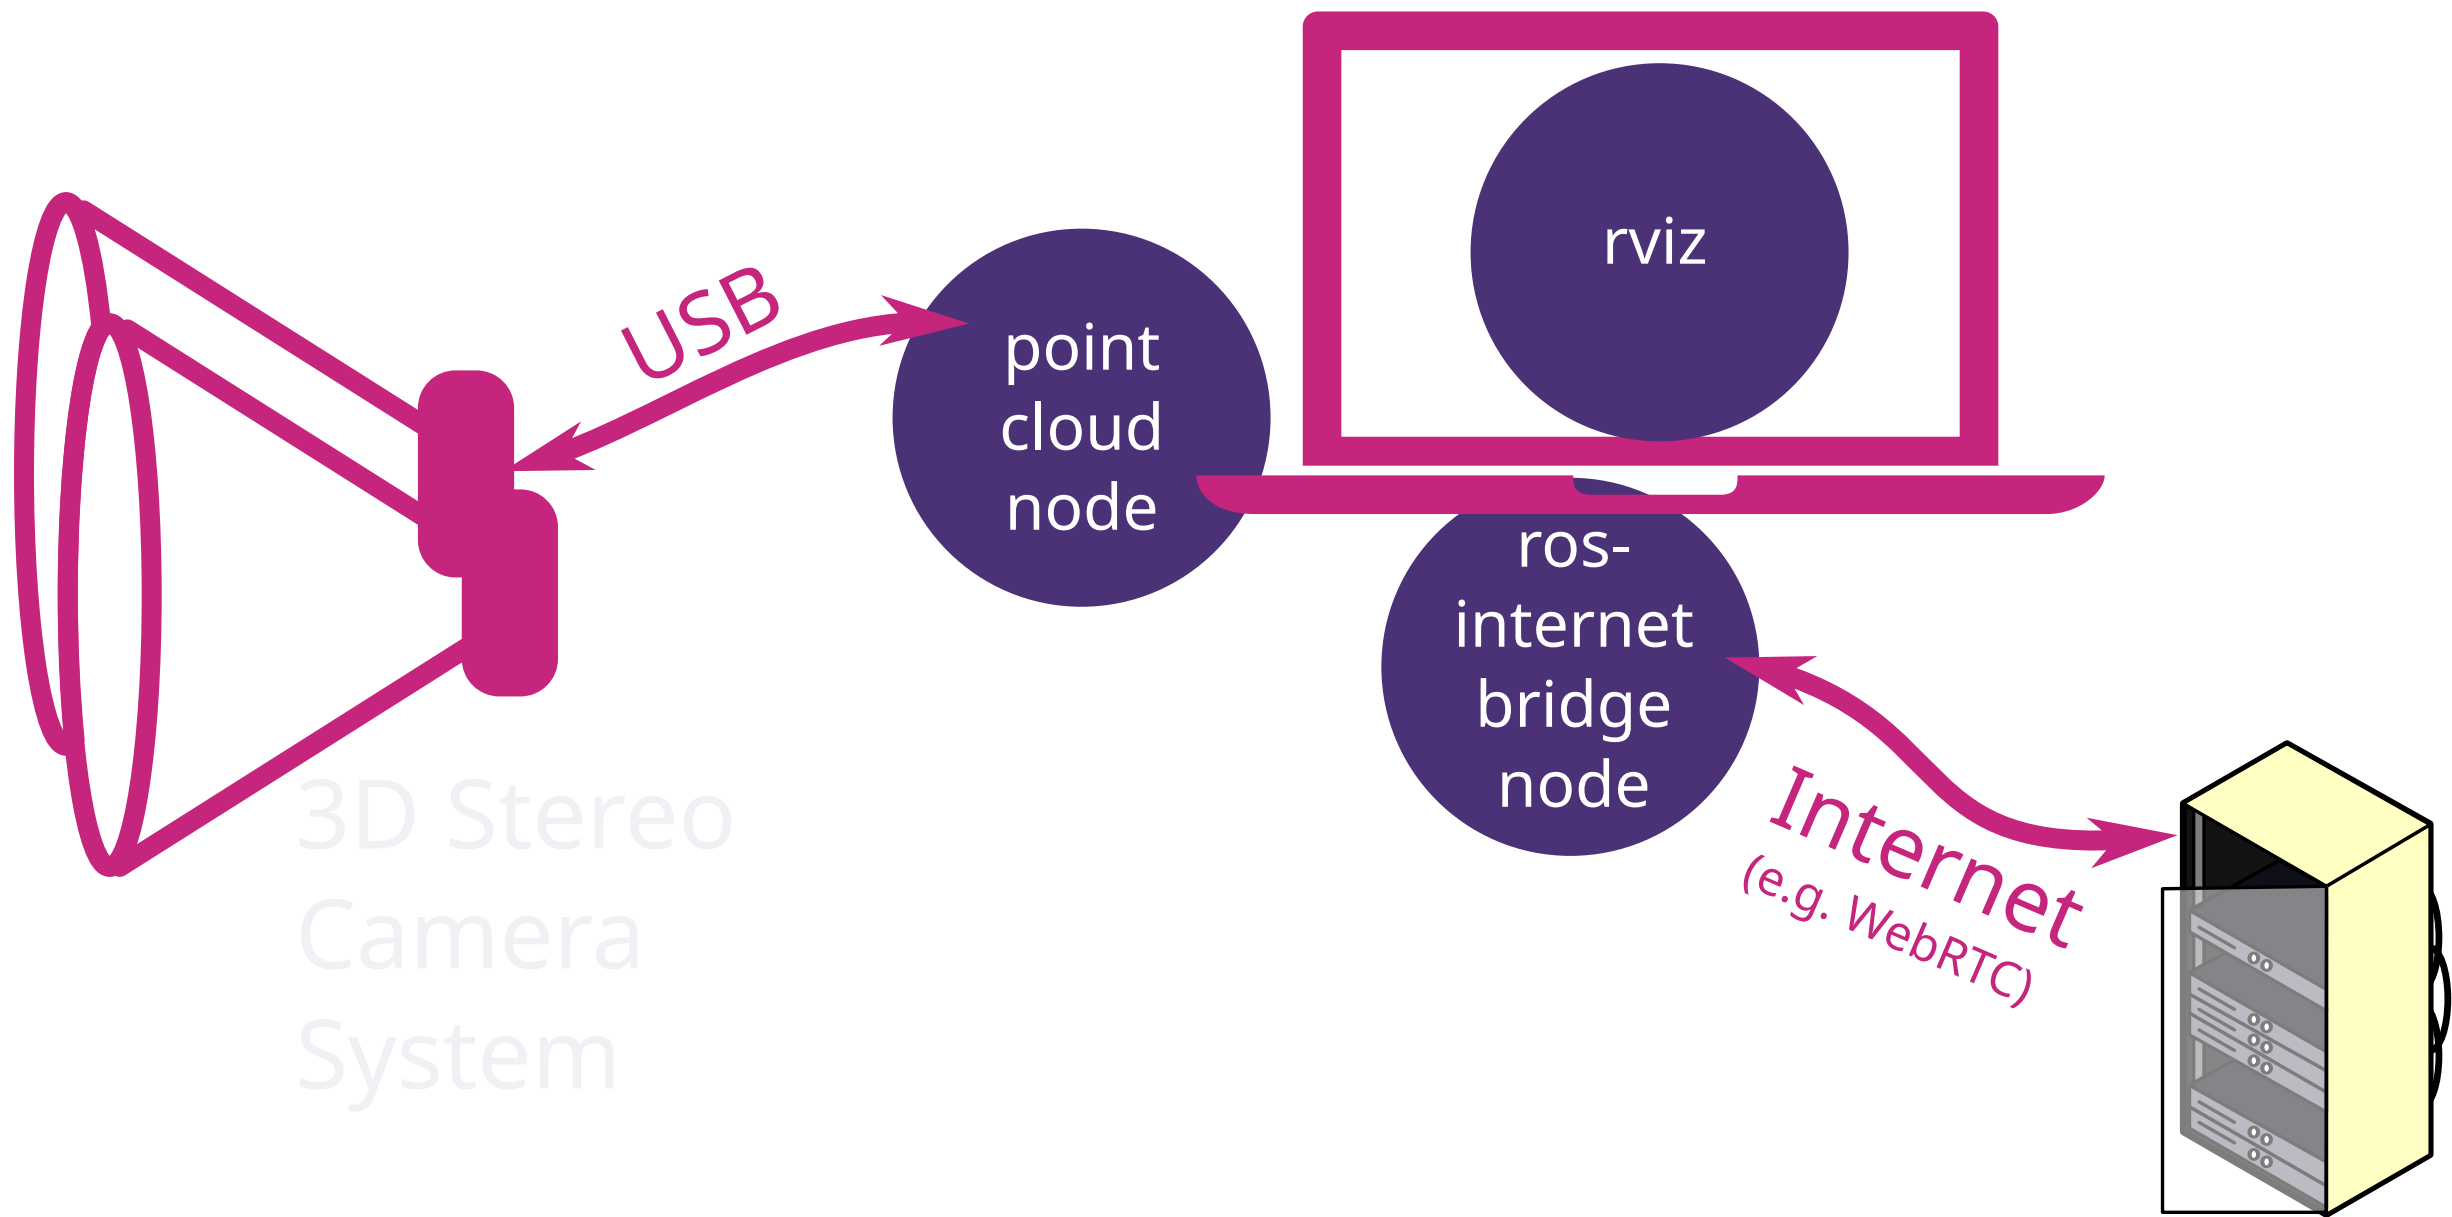 USB
point
cloud
node
rviz
ros-
internet
bridge
node
Internet
(e.g. WebRTC)
3D Stereo
Camera
System